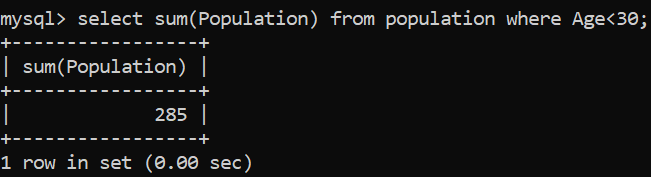 mysql> select sum(Population) from population where Age<30;
+-----------------+
| sum(Population) |
+-----------------+
|             285 |
+-----------------+
1 row in set (0.00 sec)